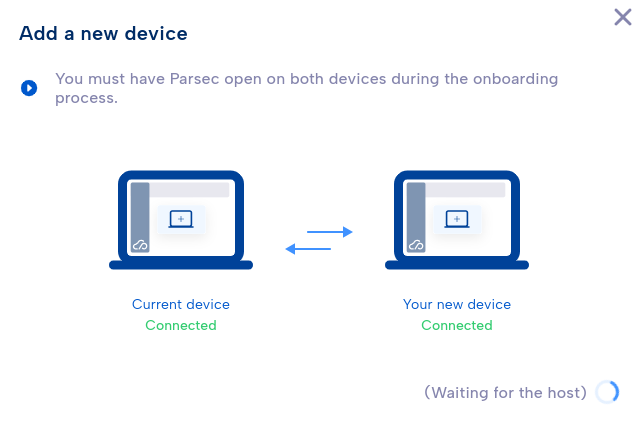 Add a new device
You must have Parsec open on both devices during the onboarding
process.
Current device
Connected
Your new device
Connected
(Waiting for the host)